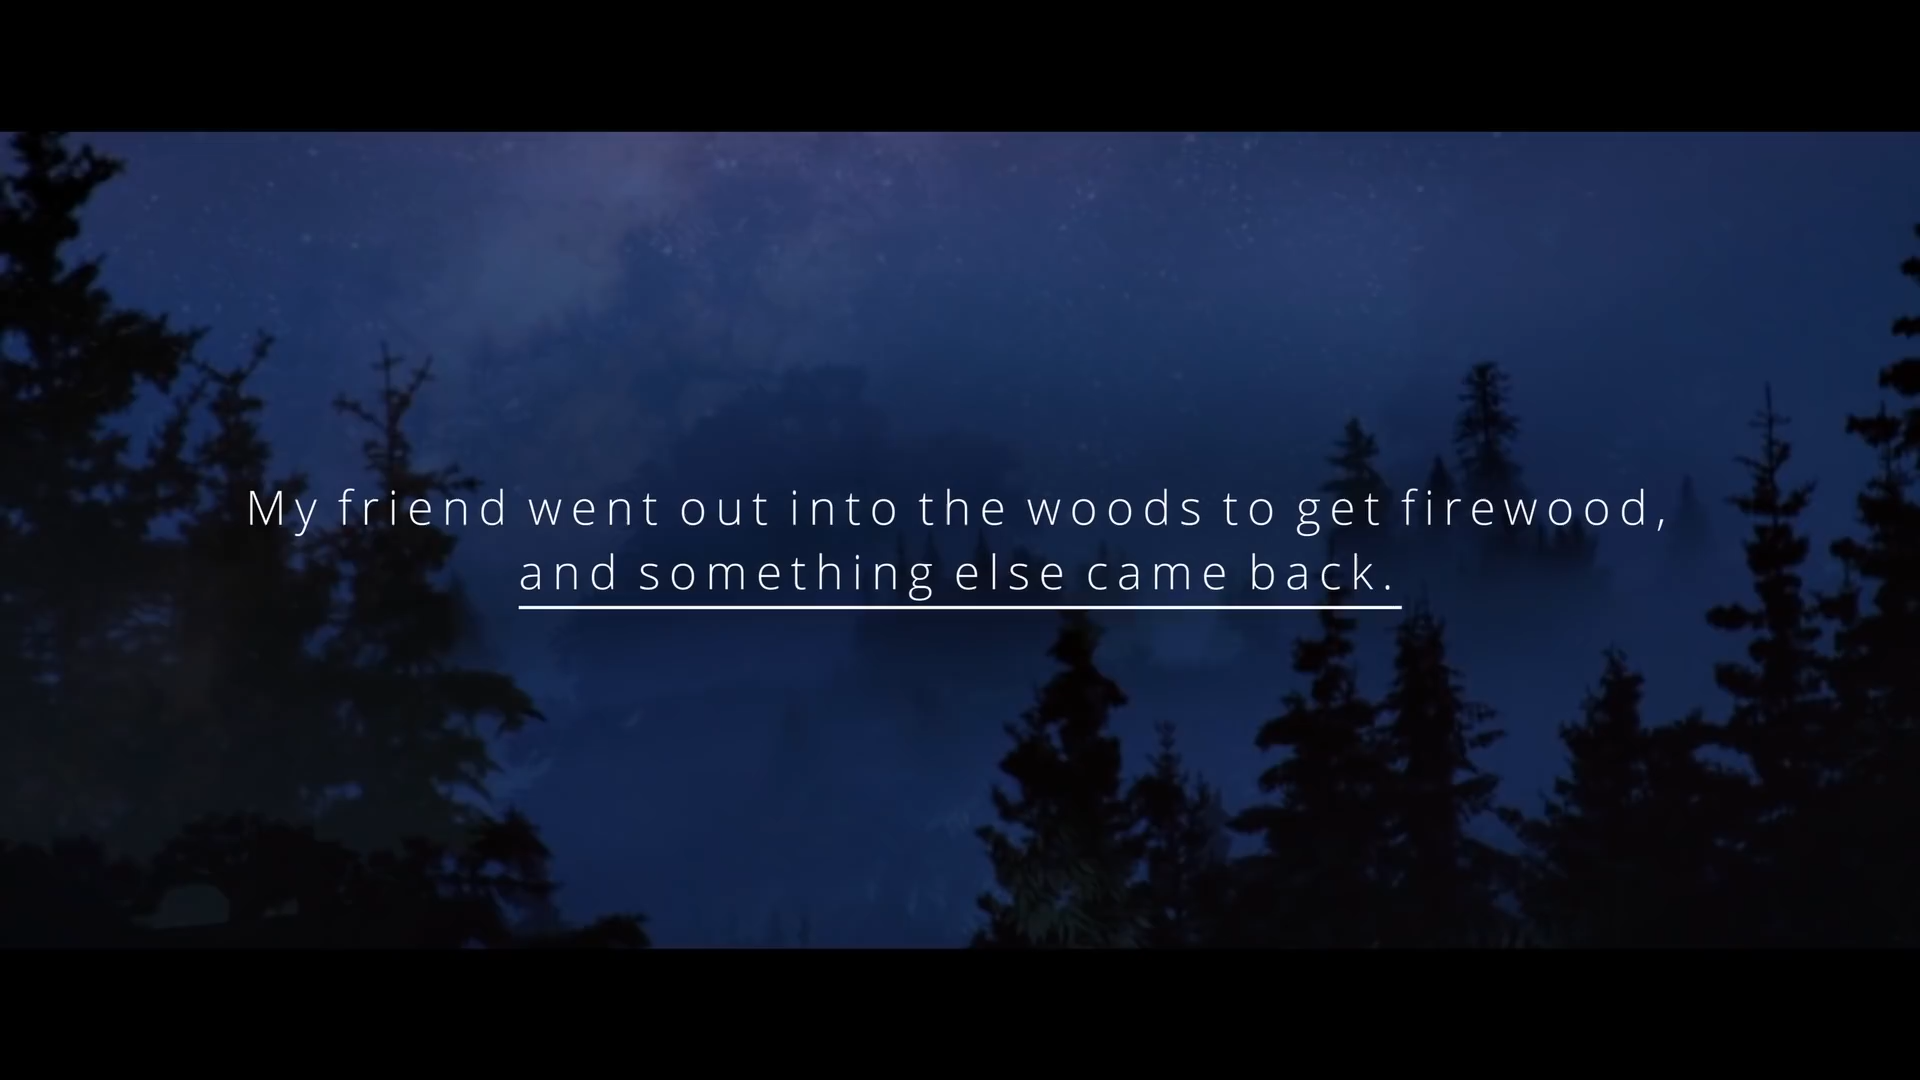 My friend went out into the woods to get firewood,
and something else came back.